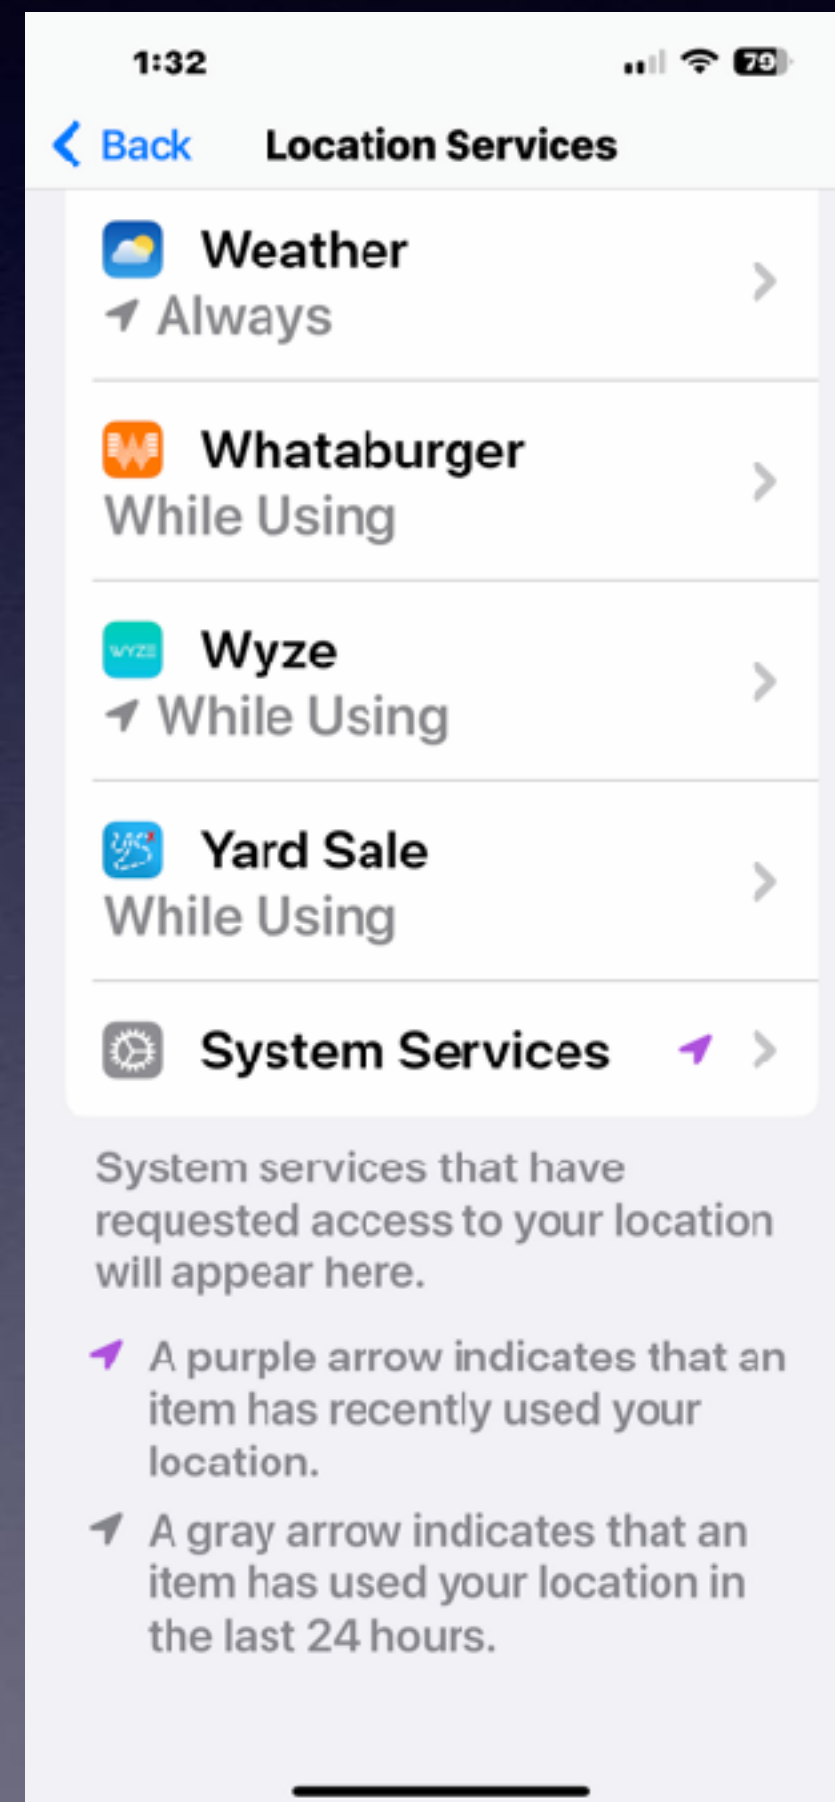 1:32
79
Back Location Services
Weather
Always
Whataburger
While Using
WYZE
Wyze
While Using
Yard Sale
While Using
System Services
System services that have
requested access to your location
will appear here.
A purple arrow indicates that an
item has recently used your
location.
A gray arrow indicates that an
item has used your location in
the last 24 hours.